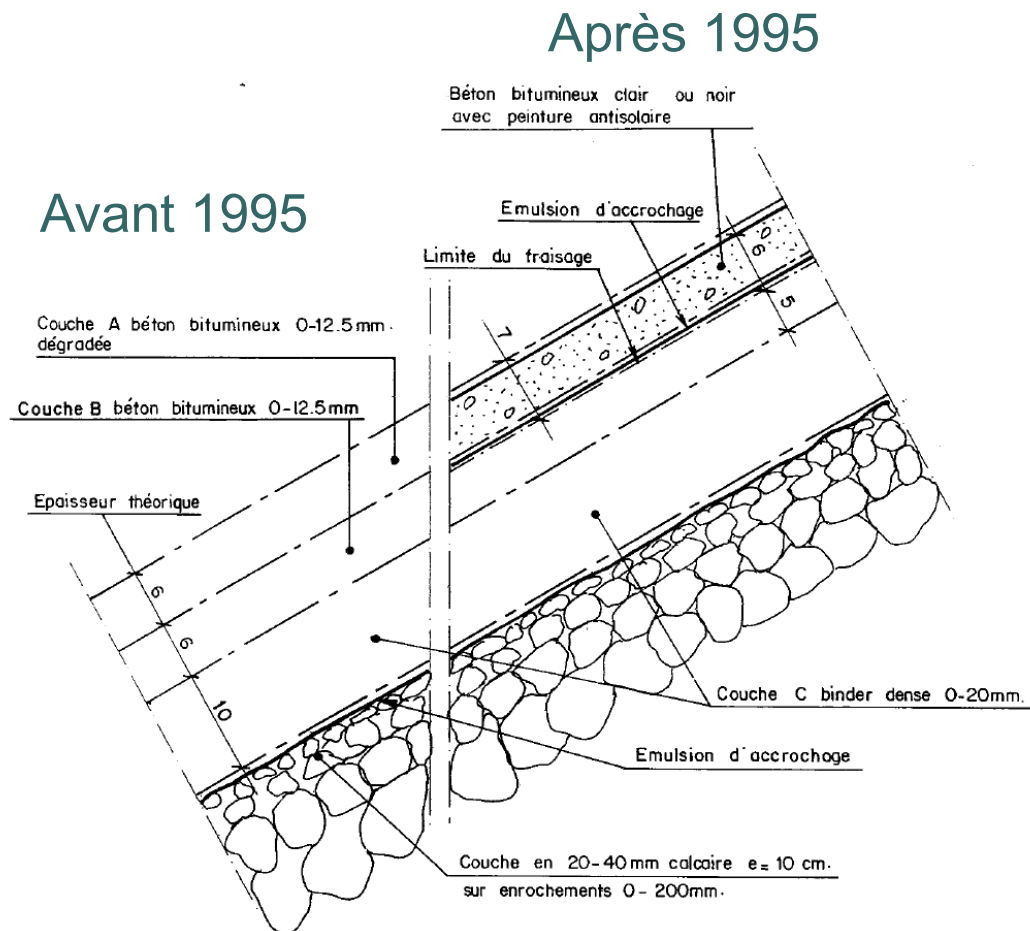 Après 1995
Béton bitumineux clair ou noir
avec peinture antisolaire
Avant 1995
Emulsion d'accrochage
Limite du fraisage
6
5
7
Couche A béton bitumineux 0-12.5mm.
dégradée
Couche B béton bitumineux 0-12.5mm
Epaisseur théorique
6
6
10
Couche C binder dense 0-20mm.
Emulsion d'accrochage
Couche en 20-40mm calcaire e= 10 cm.
sur enrochements 0-200mm.